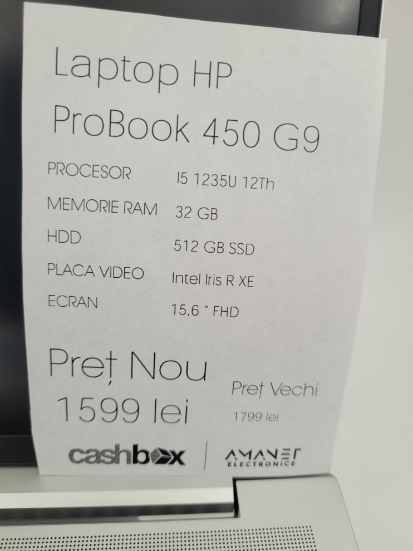 Laptop HP
ProBook 450 G9
PROCESOR I5 1235U 12Th
MEMORIE RAM 32 GB
HDD 512 GB SSD
PLACA VIDEO Intel Iris R XE
ECRAN 15,6 " FHD
Preț Nou Preț Vechi
1599 lei 1799 lei
cashbox AMANET
ELECTRONICE